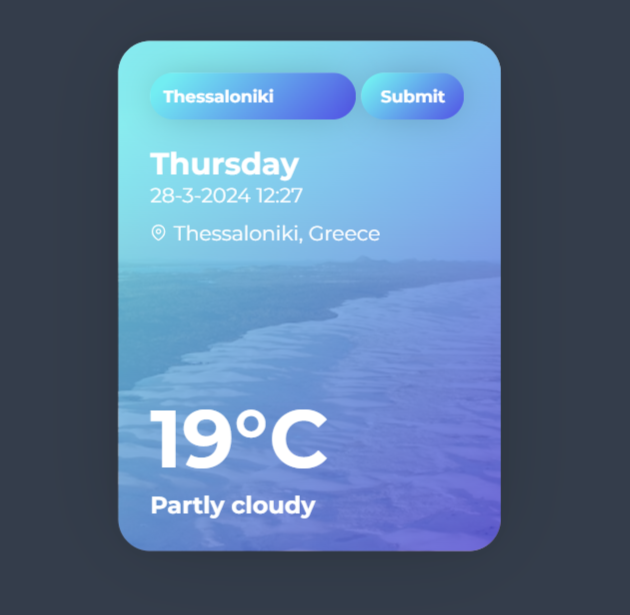 Thessaloniki Submit
Thursday
28-3-2024 12:27
Thessaloniki, Greece
19°C
Partly cloudy